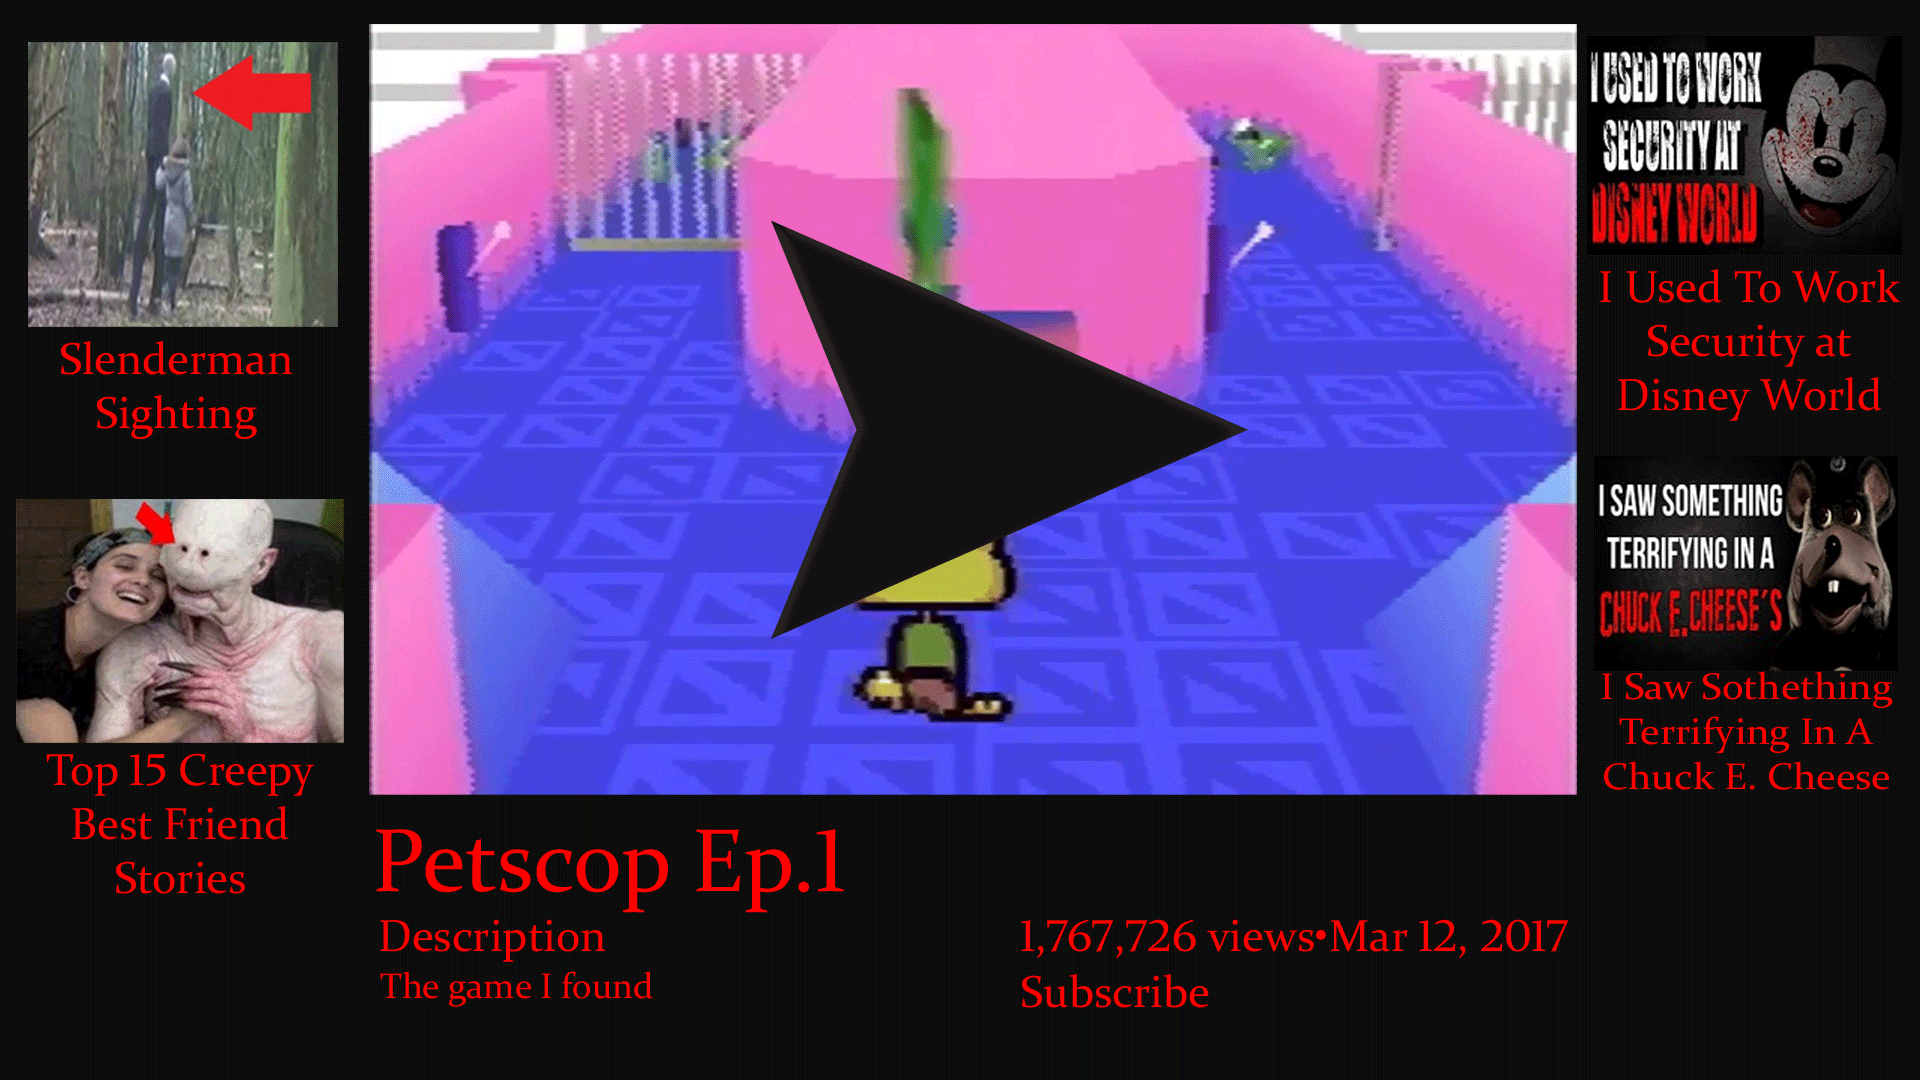 Slenderman
Sighting
Top 15 Creepy
Best Friend
Stories
Petscop Ep.1
Description
The game I found
1,767,726 views•Mar 12, 2017
Subscribe
I USED TO WORK
SECURITY AT
DISNEY WORLD
I Used To Work
Security at
Disney World
I SAW SOMETHING
TERRIFYING IN A
CHUCK E. CHEESE'S
I Saw Sothething
Terrifying In A
Chuck E. Cheese